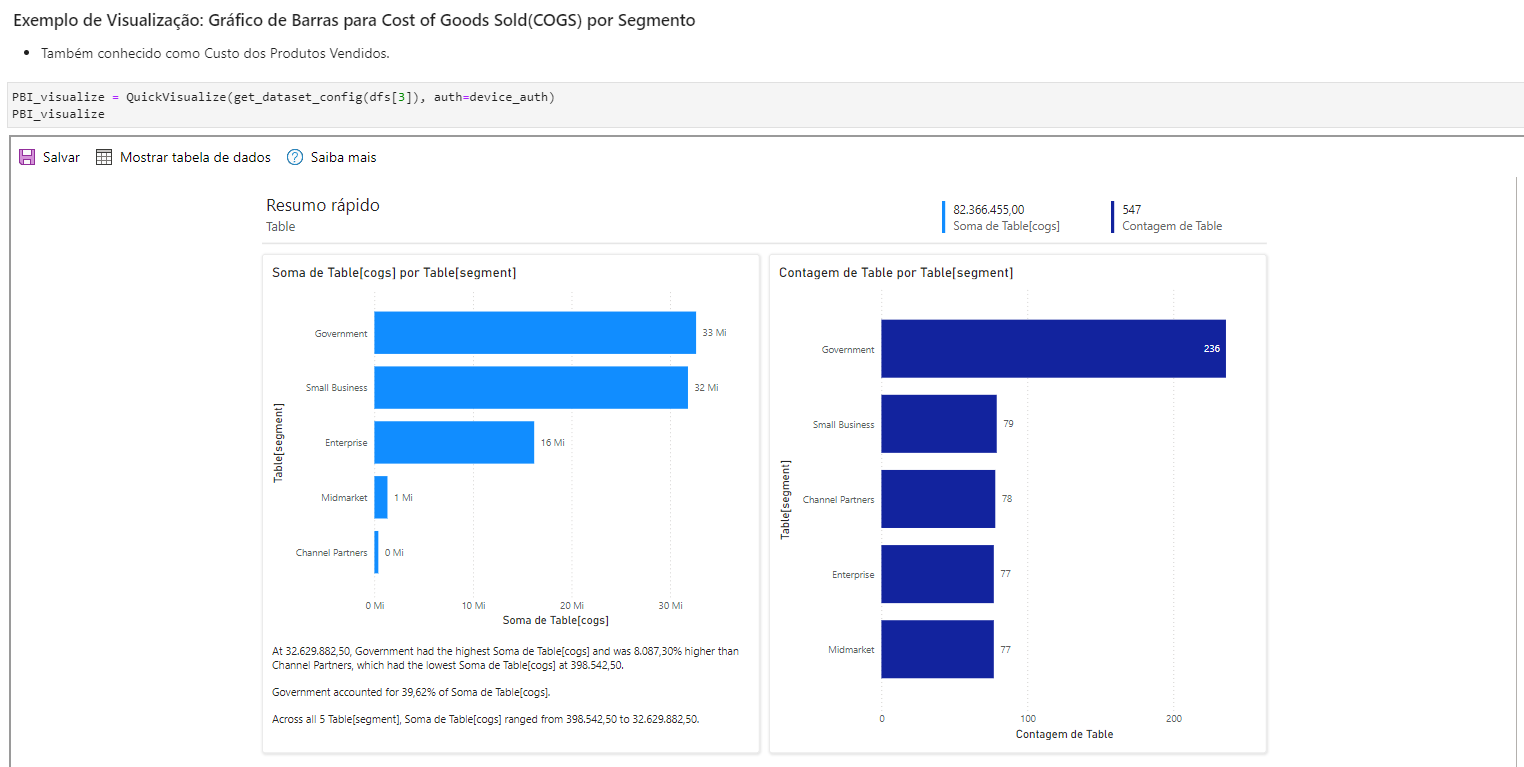 Exemplo de Visualização: Gráfico de Barras para Cost of Goods Sold(COGS) por Segmento
• Também conhecido como Custo dos Produtos Vendidos.
PBI_visualize = QuickVisualize(get_dataset_config(dfs[3]), auth=device_auth)
PBI_visualize
Salvar Mostrar tabela de dados Saiba mais
Resumo rápido
Table
82.366.455,00
Soma de Table[cogs]
547
Contagem de Table
Soma de Table[cogs] por Table[segment]
Table[segment]
Government 33 Mi
Small Business 32 Mi
Enterprise 16 Mi
Midmarket 1 Mi
Channel Partners 0 Mi
0 Mi 10 Mi 20 Mi 30 Mi
Soma de Table[cogs]
At 32.629.882,50, Government had the highest Soma de Table[cogs] and was 8.087,30% higher than
Channel Partners, which had the lowest Soma de Table[cogs] at 398.542,50.
Government accounted for 39,62% of Soma de Table[cogs].
Across all 5 Table[segment], Soma de Table[cogs] ranged from 398.542,50 to 32.629.882,50.
Contagem de Table por Table[segment]
Table[segment]
Government 236
Small Business 79
Channel Partners 78
Enterprise 77
Midmarket 77
0 100 200
Contagem de Table